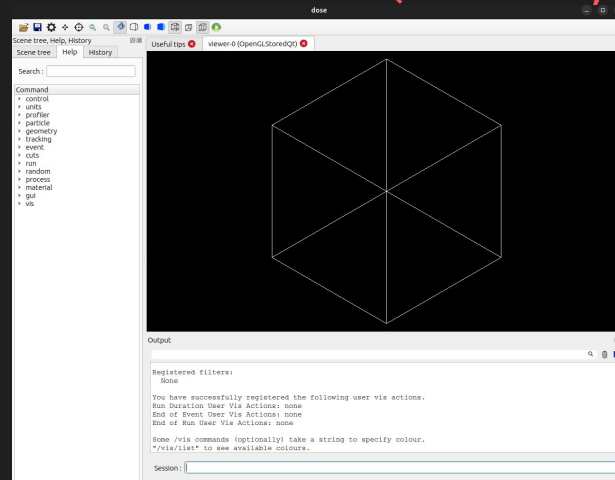 dose
Scene tree, Help, History
Useful tips
viewer-0 (OpenGLStoredQt)
Scene tree
Help
History
Search :
Command
control
units
profiler
particle
geometry
tracking
event
cuts
run
random
process
material
gui
vis
Output
Registered filters:
None
You have successfully registered the following user vis actions.
Run Duration User Vis Actions: none
End of Event User Vis Actions: none
End of Run User Vis Actions: none
Some /vis commands (optionally) take a string to specify colour.
"/vis/list" to see available colours.
Session :